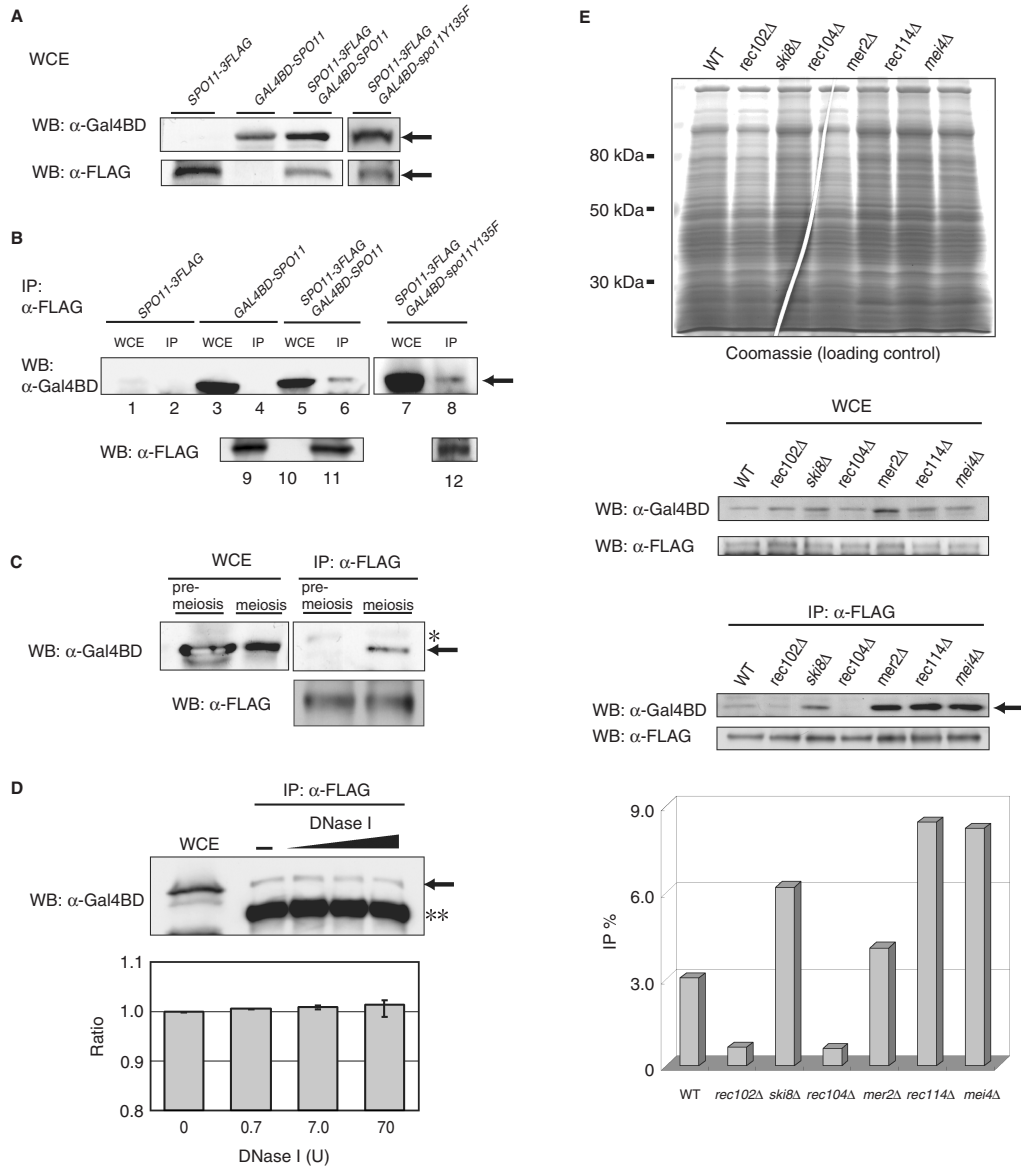 A
WCE
SPO11-3FLAG
GAL4BD-SPO11
SPO11-3FLAG
GAL4BD-SPO11
SPO11-3FLAG
GAL4BD-spo11Y135F
WB: α-Gal4BD
WB: α-FLAG
B
IP:
α-FLAG
SPO11-3FLAG
GAL4BD-SPO11
SPO11-3FLAG
GAL4BD-SPO11
SPO11-3FLAG
GAL4BD-spo11Y135F
WCE IP WCE IP WCE IP WCE IP
WB:
α-Gal4BD
1 2 3 4 5 6 7 8
WB: α-FLAG
9 10 11 12
C
WCE
IP: α-FLAG
pre-
meiosis meiosis
pre-
meiosis meiosis
WB: α-Gal4BD
*
WB: α-FLAG
D
IP: α-FLAG
DNase I
WCE
–
WB: α-Gal4BD
**
1.1
1.0
0.9
0.8
Ratio
0 0.7 7.0 70
DNase I (U)
E
WT rec102Δ ski8Δ rec104Δ mer2Δ rec114Δ mei4Δ
80 kDa
50 kDa
30 kDa
Coomassie (loading control)
WCE
WT rec102Δ ski8Δ rec104Δ mer2Δ rec114Δ mei4Δ
WB: α-Gal4BD
WB: α-FLAG
IP: α-FLAG
WT rec102Δ ski8Δ rec104Δ mer2Δ rec114Δ mei4Δ
WB: α-Gal4BD
WB: α-FLAG
9.0
6.0
3.0
0
IP %
WT rec102Δ ski8Δ rec104Δ mer2Δ rec114Δ mei4Δ